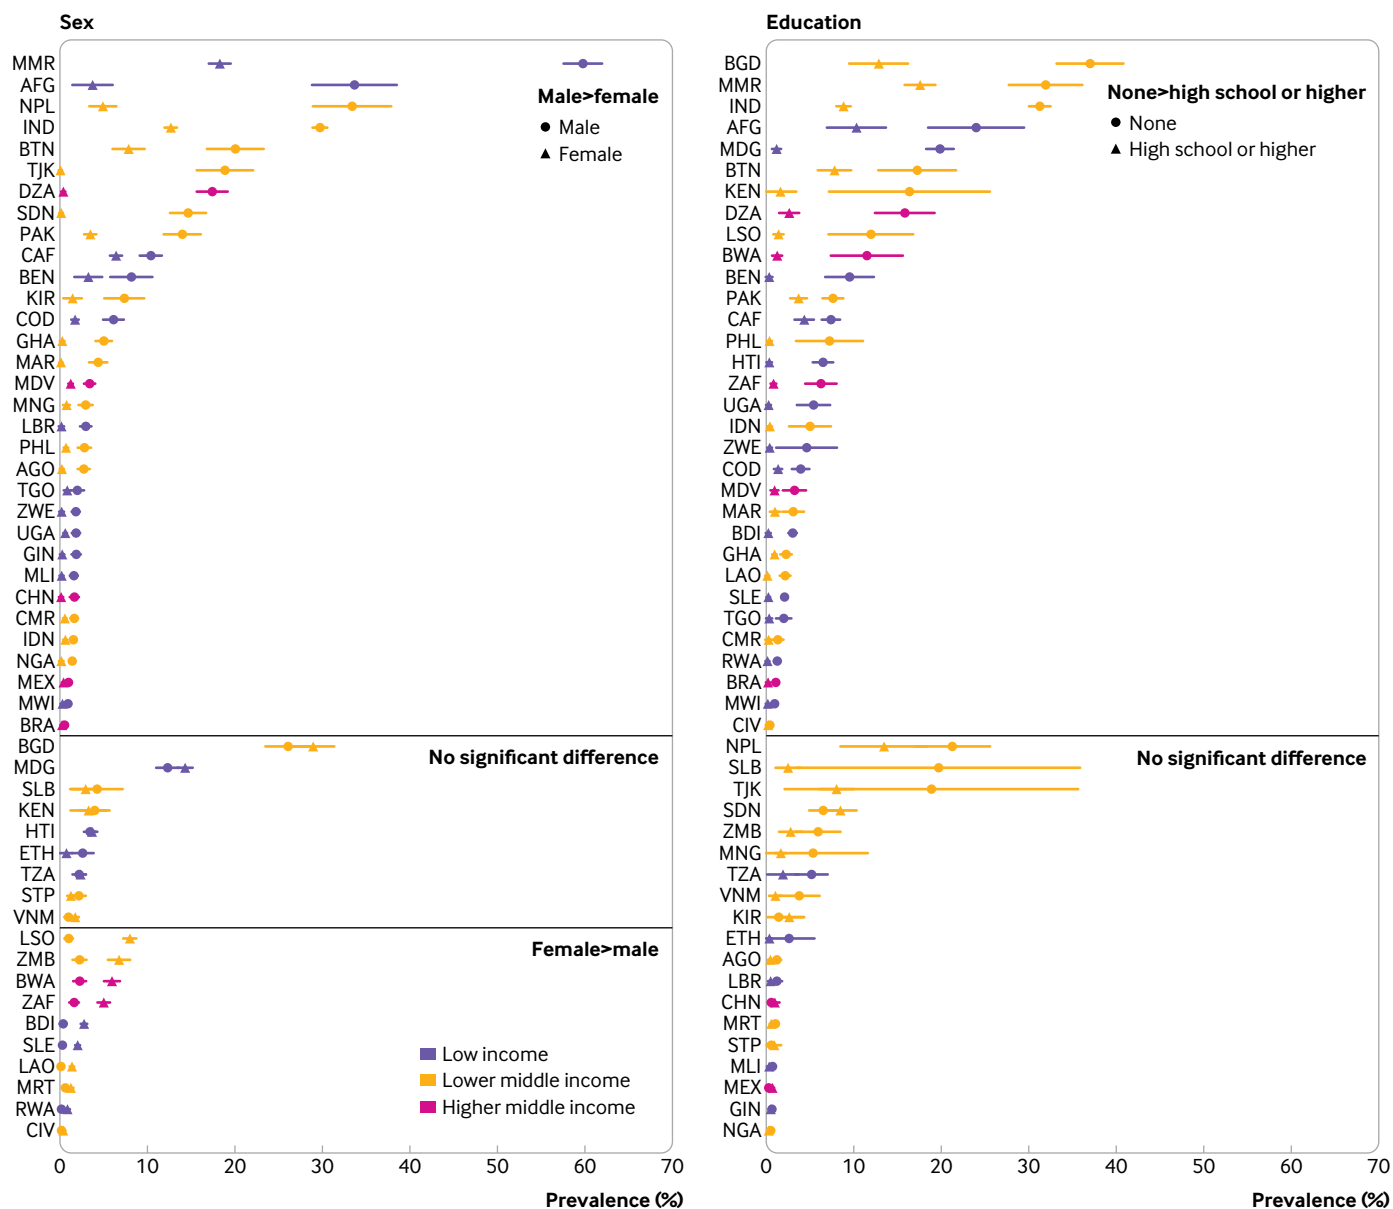 Sex
MMR
AFG
NPL
IND
BTN
TJK
DZA
SDN
PAK
CAF
BEN
KIR
COD
GHA
MAR
MDV
MNG
LBR
PHL
AGO
TGO
ZWE
UGA
GIN
MLI
CHN
CMR
IDN
NGA
MEX
MWI
BRA
Male>female
Male
Female
BGD
MDG
SLB
KEN
HTI
ETH
TZA
STP
VNM
No significant difference
LSO
ZMB
BWA
ZAF
BDI
SLE
LAO
MRT
RWA
CIV
Female>male
Low income
Lower middle income
Higher middle income
0 10 20 30 40 50 60 70
Prevalence (%)
Education
BGD
MMR
IND
AFG
MDG
BTN
KEN
DZA
LSO
BWA
BEN
PAK
CAF
PHL
HTI
ZAF
UGA
IDN
ZWE
COD
MDV
MAR
BDI
GHA
LAO
SLE
TGO
CMR
RWA
BRA
MWI
CIV
None>high school or higher
None
High school or higher
NPL
SLB
TJK
SDN
ZMB
MNG
TZA
VNM
KIR
ETH
AGO
LBR
CHN
MRT
STP
MLI
MEX
GIN
NGA
No significant difference
0 10 20 30 40 50 60 70
Prevalence (%)